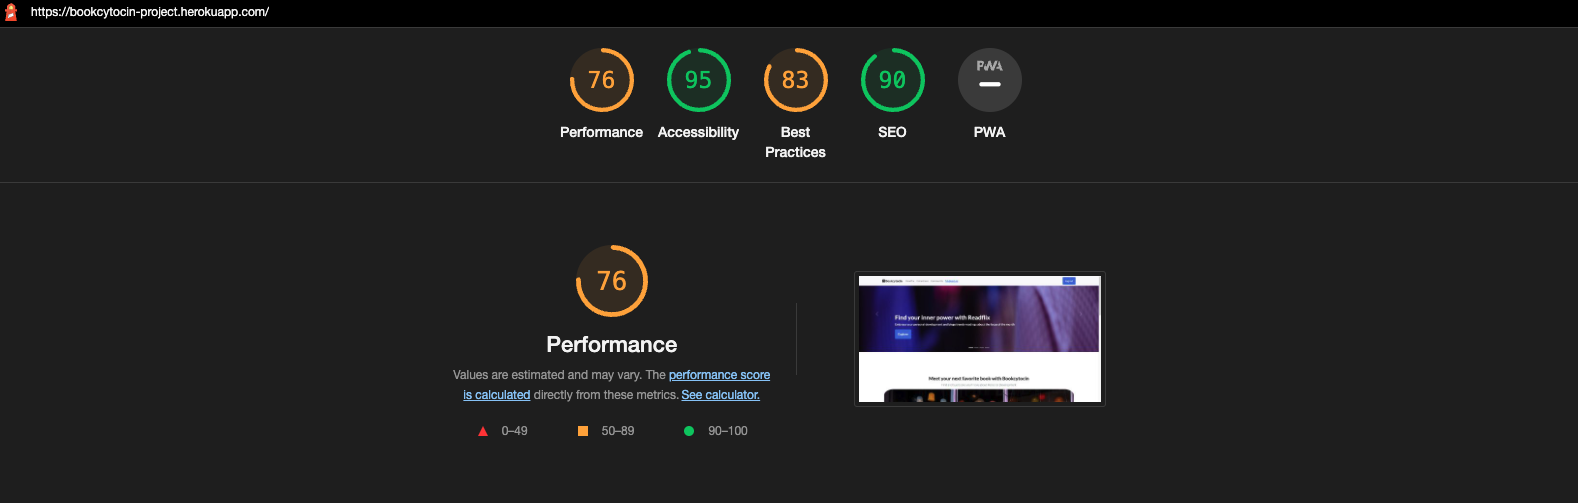 https://bookcytocin-project.herokuapp.com/
76
95
83
90
PWA
Performance
Accessibility
Best
Practices
SEO
PWA
76
Performance
Values are estimated and may vary. The performance score
is calculated directly from these metrics. See calculator.
0–49
50–89
90–100
Find your inner power with Readflix
Meet your next favorite book with Bookcytocin